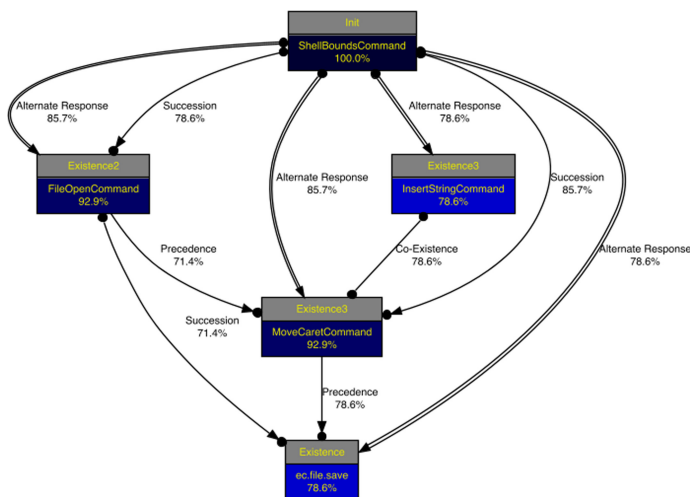 Init
ShellBoundsCommand
100.0%
Alternate Response
85.7%
Succession
78.6%
Alternate Response
78.6%
Existence2
FileOpenCommand
92.9%
Existence3
InsertStringCommand
78.6%
Alternate Response
85.7%
Succession
85.7%
Precedence
71.4%
Co-Existence
78.6%
Alternate Response
78.6%
Existence3
MoveCaretCommand
92.9%
Succession
71.4%
Precedence
78.6%
Existence
ec.file.save
78.6%